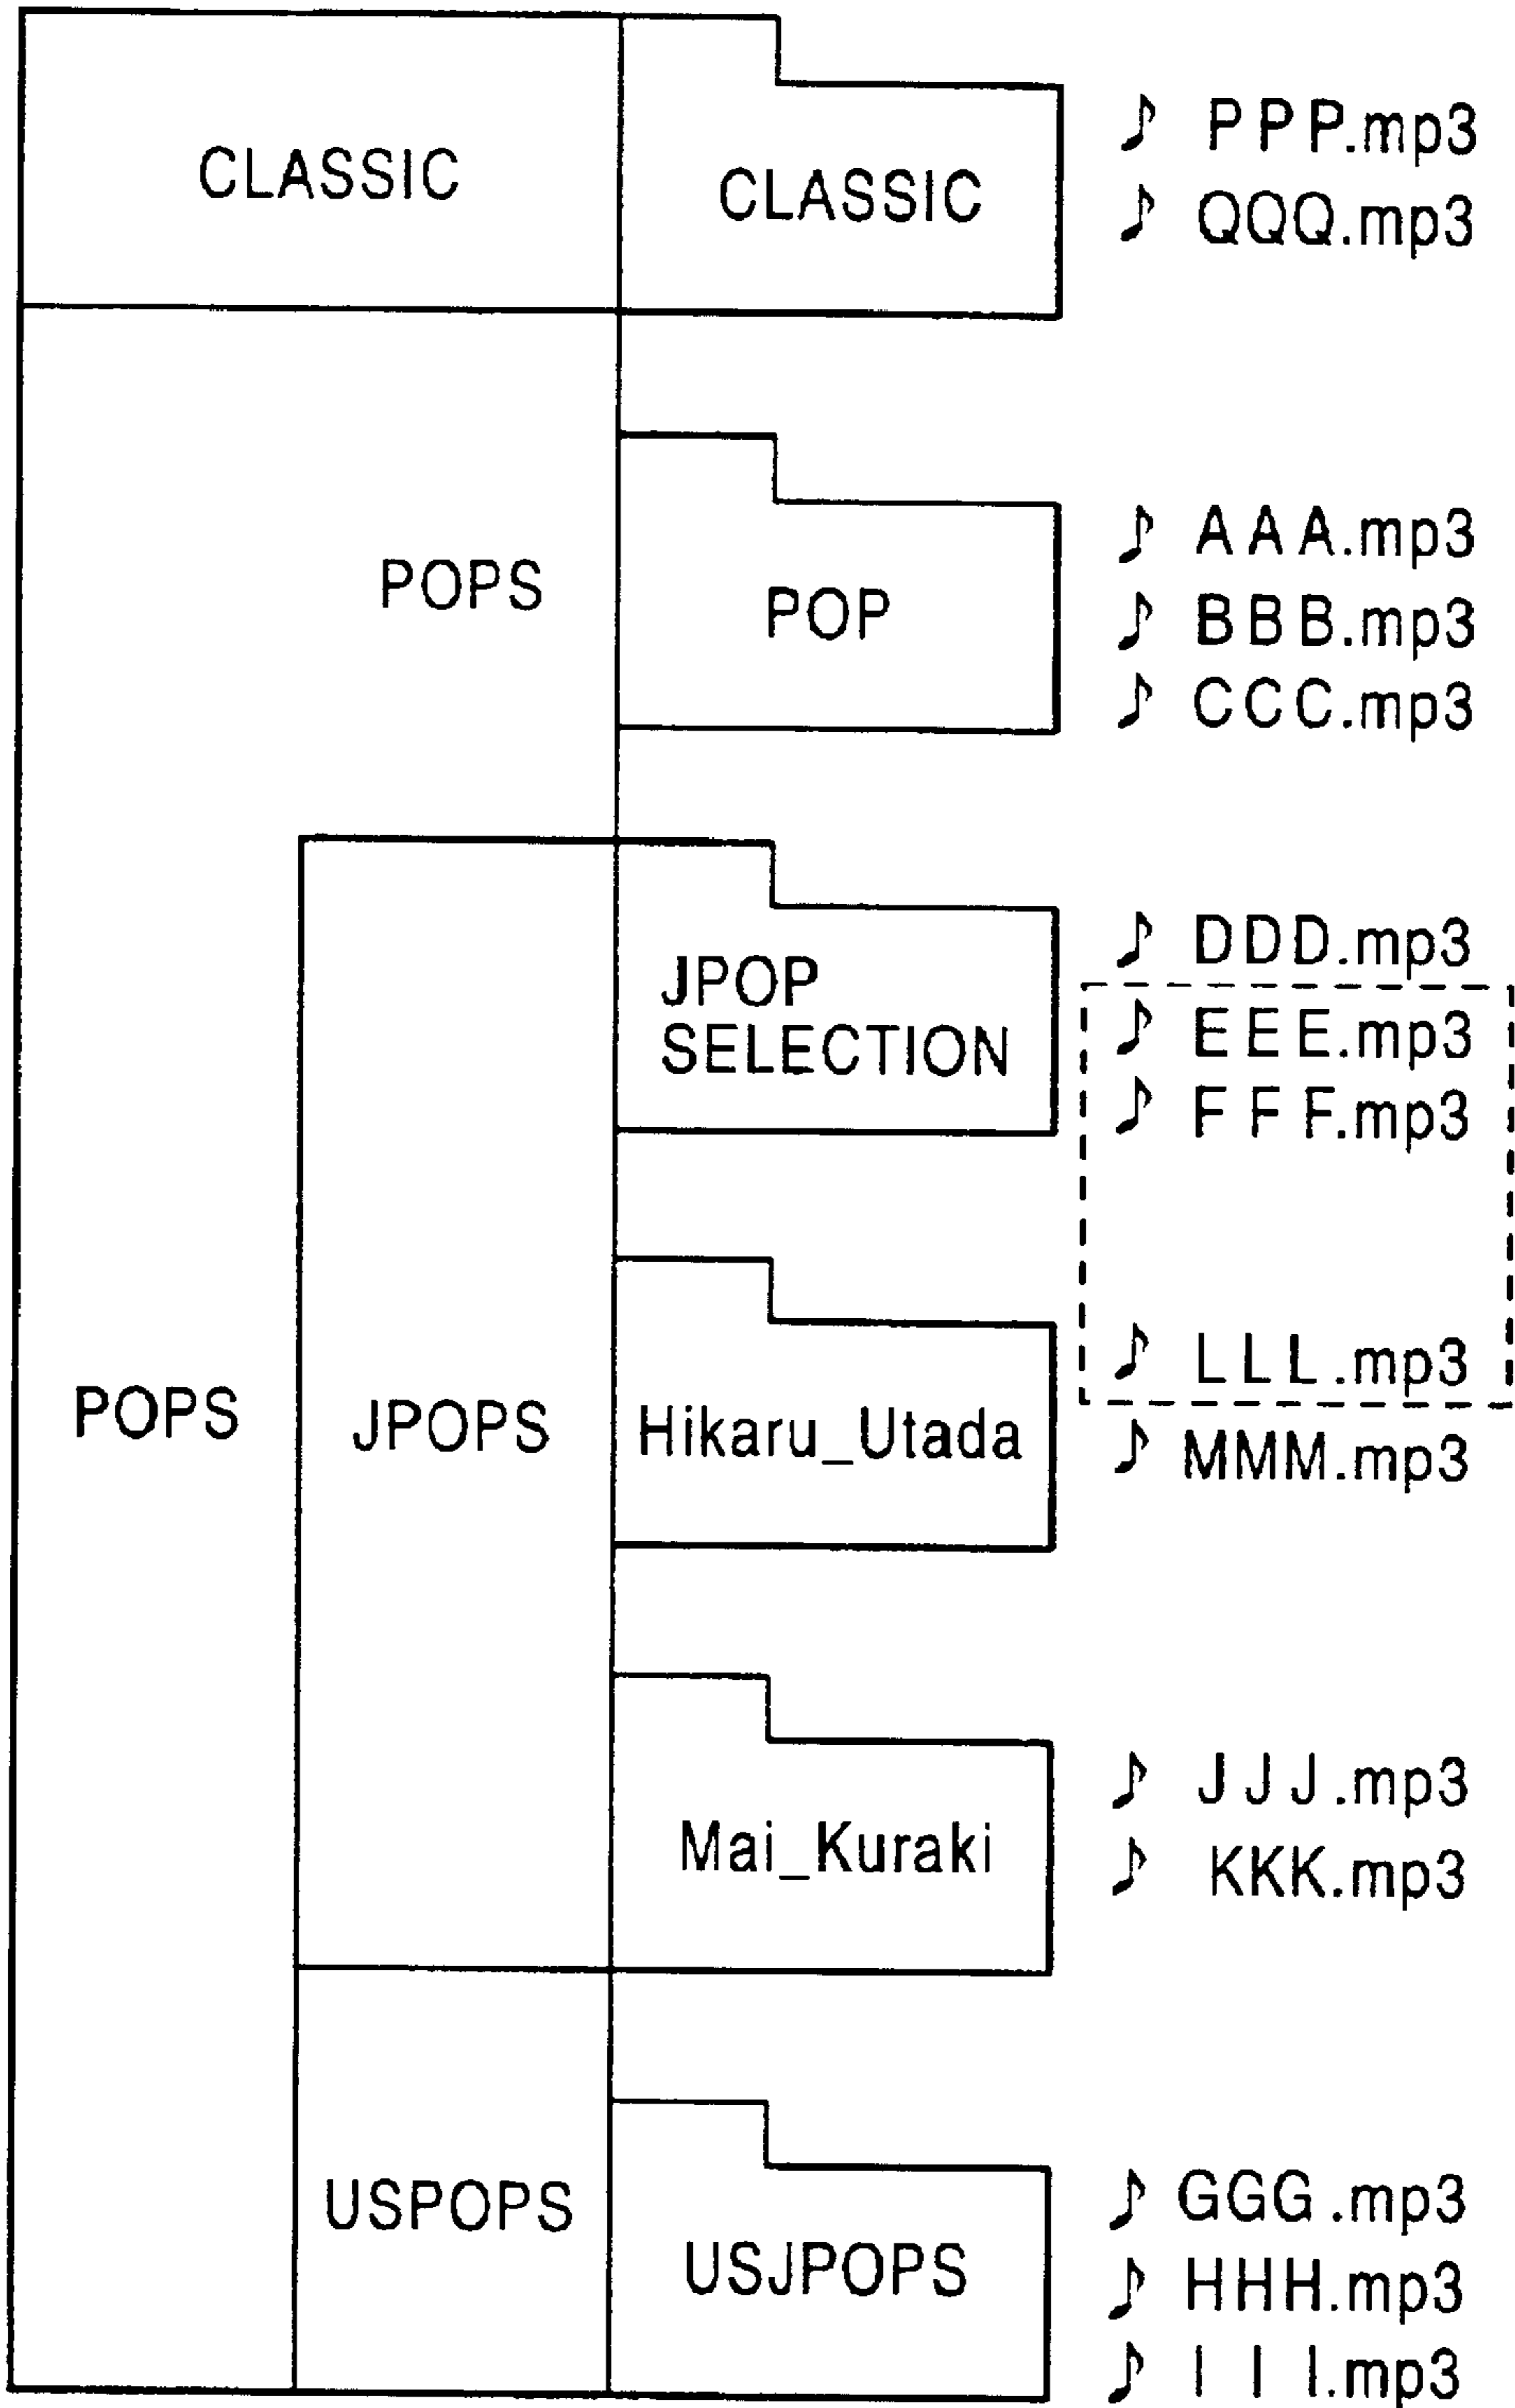 CLASSIC
CLASSIC
♪ PPP.mp3
♪ QQQ.mp3
POPS
POP
♪ AAA.mp3
♪ BBB.mp3
♪ CCC.mp3
POPS
JPOPS
JPOP
SELECTION
♪ DDD.mp3
♪ EEE.mp3
♪ FFF.mp3
Hikaru_Utada
♪ LLL.mp3
♪ MMM.mp3
Mai_Kuraki
♪ JJJ.mp3
♪ KKK.mp3
USPOPS
USJPOPS
♪ GGG.mp3
♪ HHH.mp3
♪ III.mp3